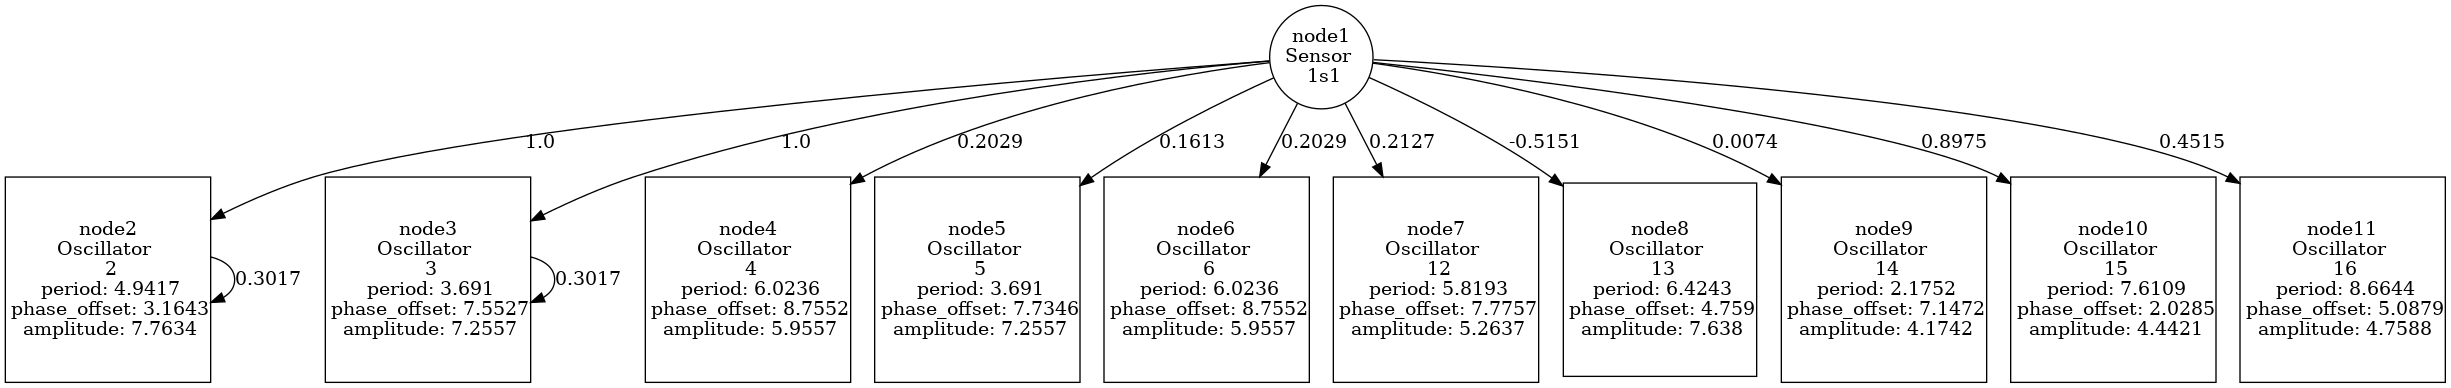 node1
Sensor
1s1
1.0
1.0
0.2029
0.1613
0.2029
0.2127
-0.5151
0.0074
0.8975
0.4515
node2
Oscillator
2
period: 4.9417
phase_offset: 3.1643
amplitude: 7.7634
0.3017
node3
Oscillator
3
period: 3.691
phase_offset: 7.5527
amplitude: 7.2557
0.3017
node4
Oscillator
4
period: 6.0236
phase_offset: 8.7552
amplitude: 5.9557
node5
Oscillator
5
period: 3.691
phase_offset: 7.7346
amplitude: 7.2557
node6
Oscillator
6
period: 6.0236
phase_offset: 8.7552
amplitude: 5.9557
node7
Oscillator
12
period: 5.8193
phase_offset: 7.7757
amplitude: 5.2637
node8
Oscillator
13
period: 6.4243
phase_offset: 4.759
amplitude: 7.638
node9
Oscillator
14
period: 2.1752
phase_offset: 7.1472
amplitude: 4.1742
node10
Oscillator
15
period: 7.6109
phase_offset: 2.0285
amplitude: 4.4421
node11
Oscillator
16
period: 8.6644
phase_offset: 5.0879
amplitude: 4.7588